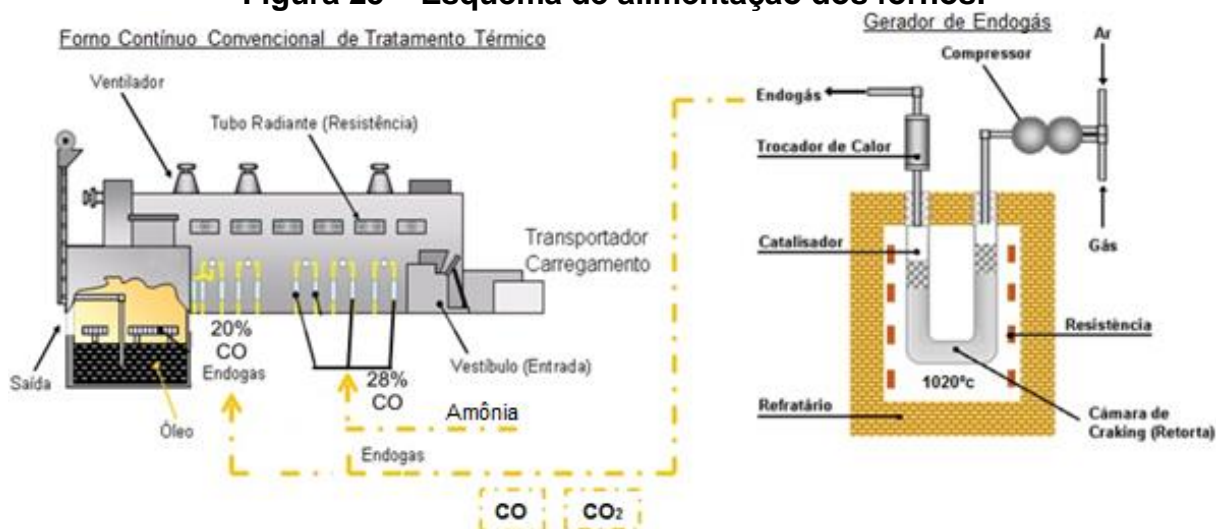 Figura 23 – Esquema de alimentação dos fornos.
Forno Contínuo Convencional de Tratamento Térmico
Gerador de Endogás
Ar
Compressor
Ventilador
Endogás
Tubo Radiante (Resistência)
Trocador de Calor
Transportador
Carregamento
Catalisador
Gás
Resistência
20%
CO
Endogas
28%
CO
Vestíbulo (Entrada)
Saída
1020ºc
Óleo
Amônia
Refratário
Câmara de
Craking (Retorta)
Endogas
CO
CO2